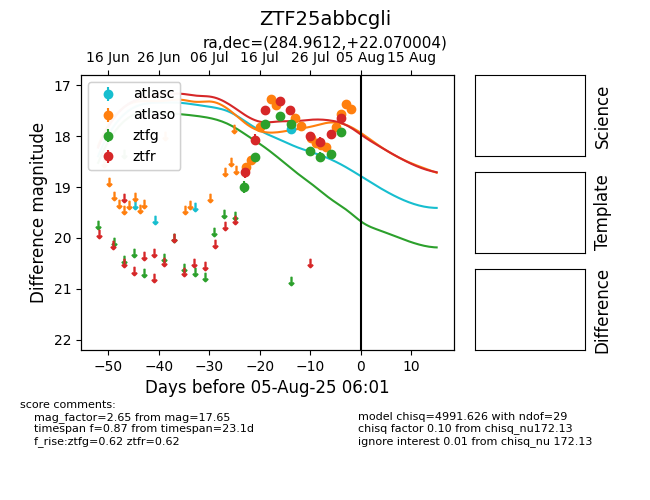 ZTF25abbcgli
ra,dec=(284.9612,+22.070004)
16 Jun 26 Jun 06 Jul 16 Jul 26 Jul 05 Aug 15 Aug
17
18
19
20
21
22
Difference magnitude
atlasc
atlaso
ztfg
ztfr
−50 −40 −30 −20 −10 0 10
Days before 05-Aug-25 06:01
Science
Template
Difference
score comments:
mag_factor=2.65 from mag=17.65
timespan f=0.87 from timespan=23.1d
f_rise:ztfg=0.62 ztfr=0.62
model chisq=4991.626 with ndof=29
chisq factor 0.10 from chisq_nu172.13
ignore interest 0.01 from chisq_nu 172.13